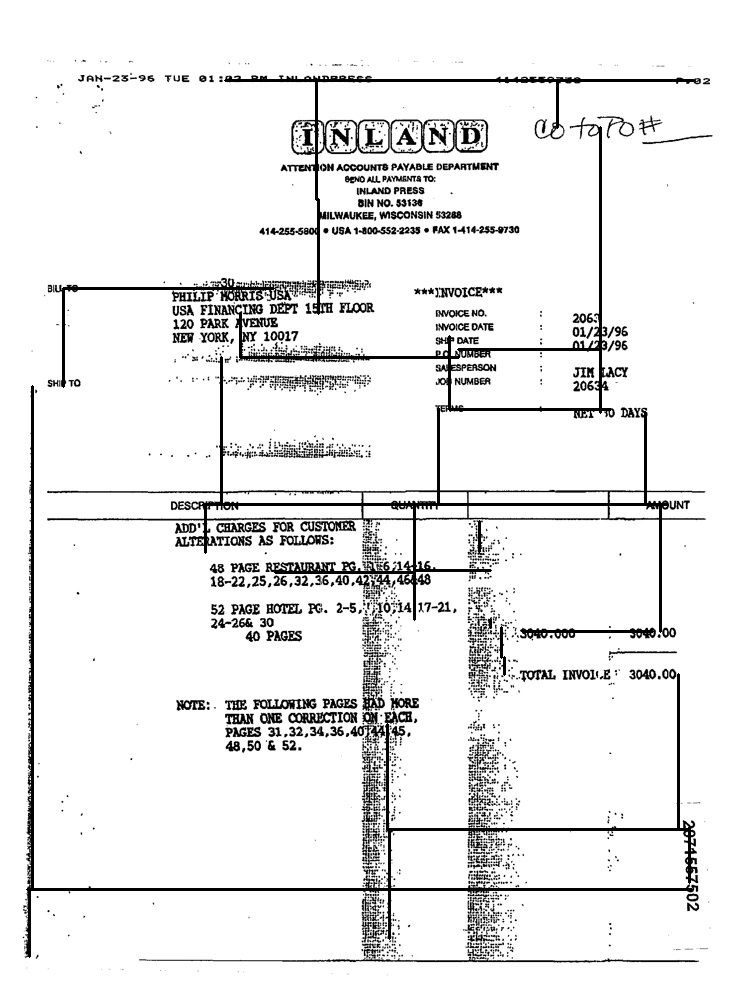 JAN-23-96 TUE 01:02 PM INLANDPRESS 4142559730 P.02
INLAND
CC to PO#
ATTENTION ACCOUNTS PAYABLE DEPARTMENT
SEND ALL PAYMENTS TO:
INLAND PRESS
BIN NO. 53136
MILWAUKEE, WISCONSIN 53288
414-255-5800 • USA 1-800-552-2235 • FAX 1-414-255-9730
BILL TO
30
PHILIP MORRIS USA
USA FINANCING DEPT 15TH FLOOR
120 PARK AVENUE
NEW YORK, NY 10017
SHIP TO
***INVOICE***
INVOICE NO. :
INVOICE DATE : 01/23/96
SHIP DATE : 01/23/96
P.O. NUMBER :
SALESPERSON : JIM LACY
JOB NUMBER : 20634
TERMS : NET 30 DAYS
DESCRIPTION QUANTITY AMOUNT
ADD'L CHARGES FOR CUSTOMER
ALTERATIONS AS FOLLOWS:
48 PAGE RESTAURANT PG. 14-16,
18-22,25,26,32,36,40,42,44,46&48
52 PAGE HOTEL PG. 2-5, 10,14,17-21,
24-26& 30
40 PAGES 3040.000 3040.00
TOTAL INVOICE 3040.00
NOTE: THE FOLLOWING PAGES HAD MORE
THAN ONE CORRECTION ON EACH,
PAGES 31,32,34,36,40,44,45,
48,50 & 52.
2074667502